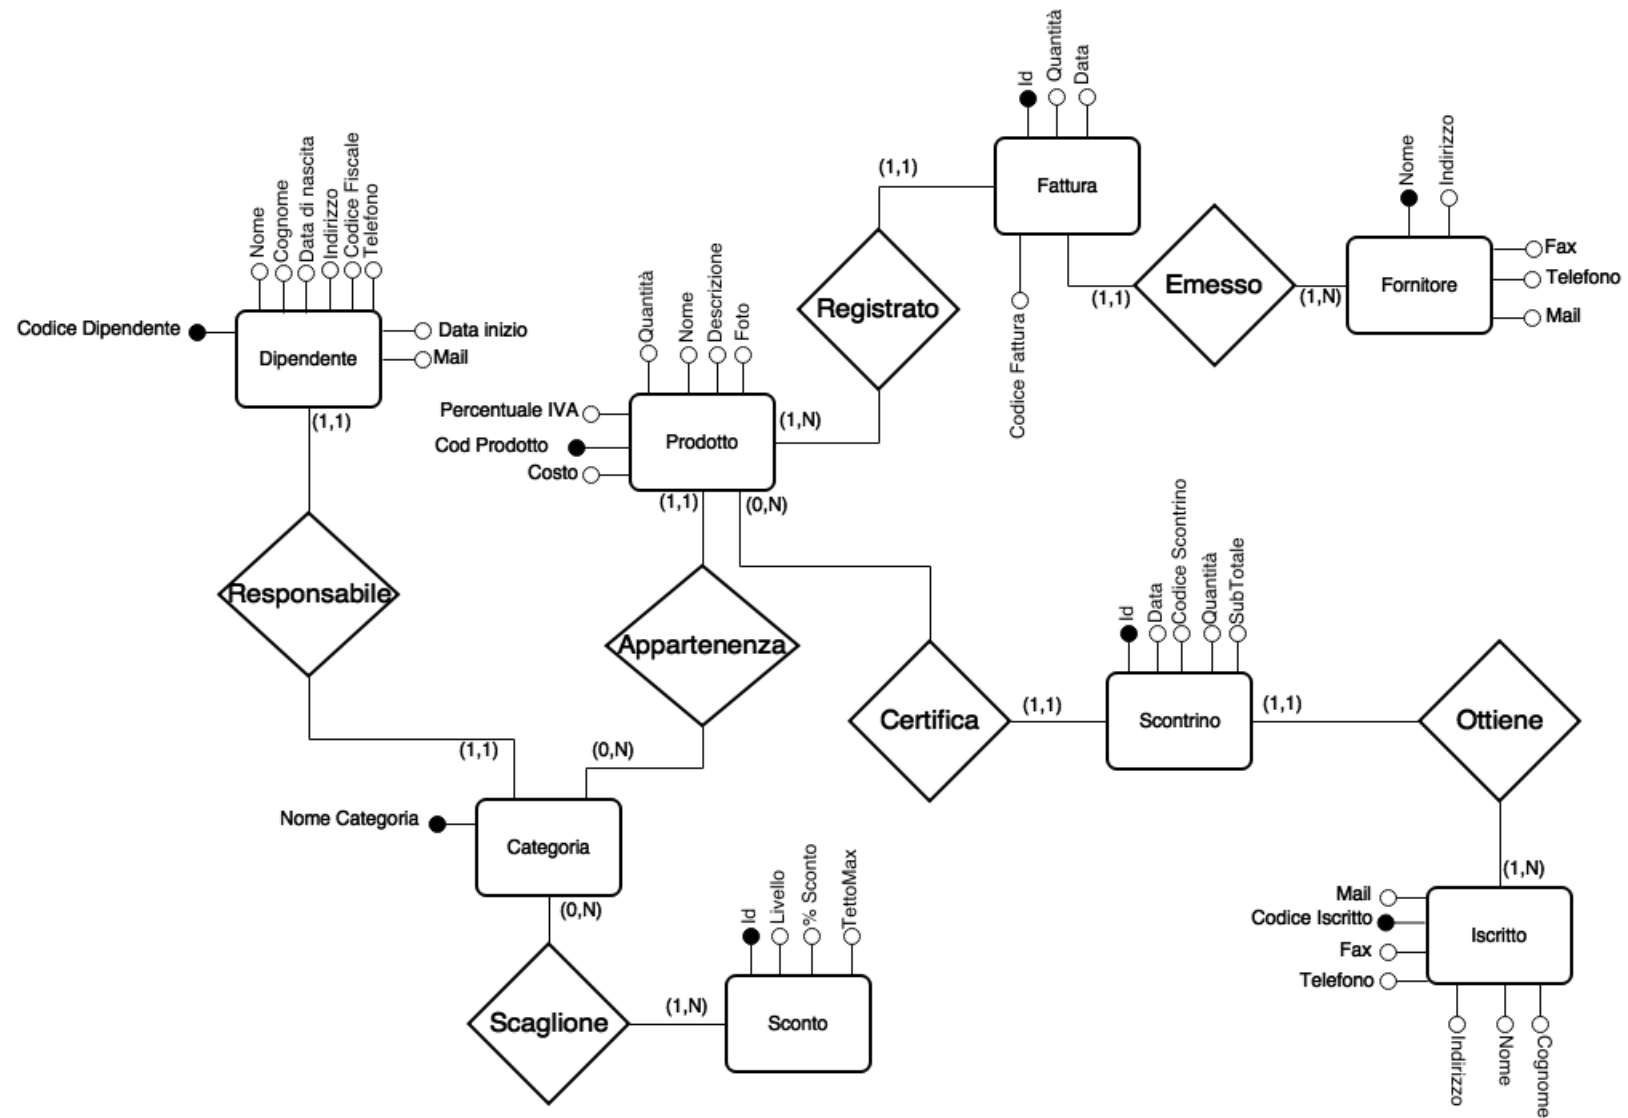 Id
Quantità
Data
(1,1)
Fattura
Codice Fattura
(1,1)
Emesso
(1,N)
Nome
Indirizzo
Fornitore
Fax
Telefono
Mail
Nome
Cognome
Data di nascita
Indirizzo
Codice Fiscale
Telefono
Codice Dipendente
Dipendente
Data inizio
Mail
(1,1)
Registrato
Quantità
Nome
Descrizione
Foto
Percentuale IVA
Cod Prodotto
Costo
Prodotto
(1,N)
(1,1)
(0,N)
Responsabile
Appartenenza
Certifica
(1,1)
Id
Data
Codice Scontrino
Quantità
SubTotale
Scontrino
(1,1)
Ottiene
(1,N)
(1,1)
(0,N)
Nome Categoria
Categoria
(0,N)
Scaglione
(1,N)
Id
Livello
% Sconto
TettoMax
Sconto
Mail
Codice Iscritto
Fax
Telefono
Iscritto
Indirizzo
Nome
Cognome